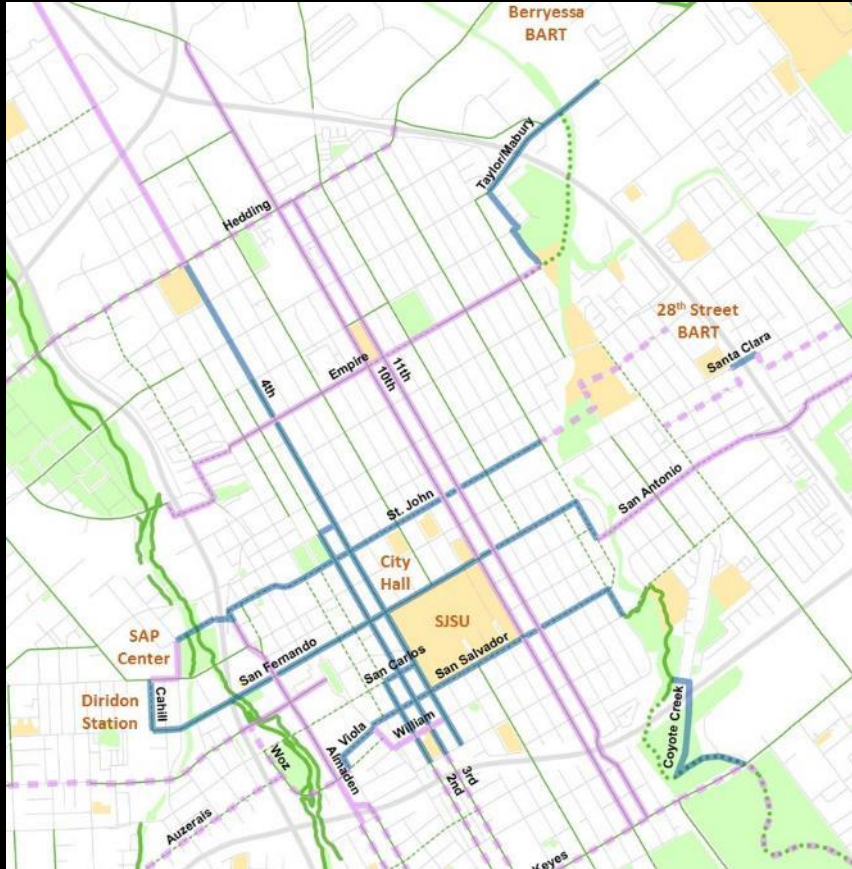 Berryessa
BART
Taylor/Mabury
Hedding
28th Street
BART
Santa Clara
4th
Empire
10th
11th
San Antonio
St. John
City
Hall
SJSU
SAP
Center
San Fernando
San Carlos
San Salvador
Diridon
Station
Cahill
Viola
William
Woz
Almaden
Coyote Creek
2nd
3rd
Auzerais
Keyes